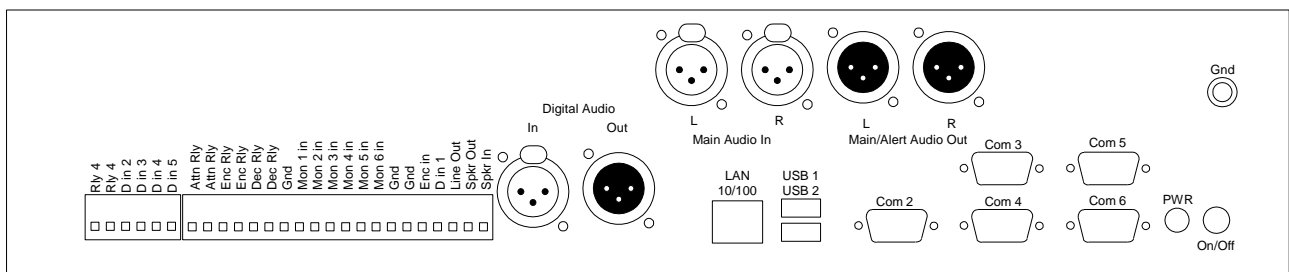 Rly 4
Rly 4
D in 2
D in 3
D in 4
D in 5
Attn Rly
Attn Rly
Enc Rly
Enc Rly
Dec Rly
Dec Rly
Gnd
Mon 1 in
Mon 2 in
Mon 3 in
Mon 4 in
Mon 5 in
Mon 6 in
Gnd
Gnd
Enc in
D in 1
Line Out
Spkr Out
Spkr In
Digital Audio
In
Out
L
R
Main Audio In
L
R
Main/Alert Audio Out
Gnd
LAN
10/100
USB 1
USB 2
Com 3
Com 5
Com 2
Com 4
Com 6
PWR
On/Off